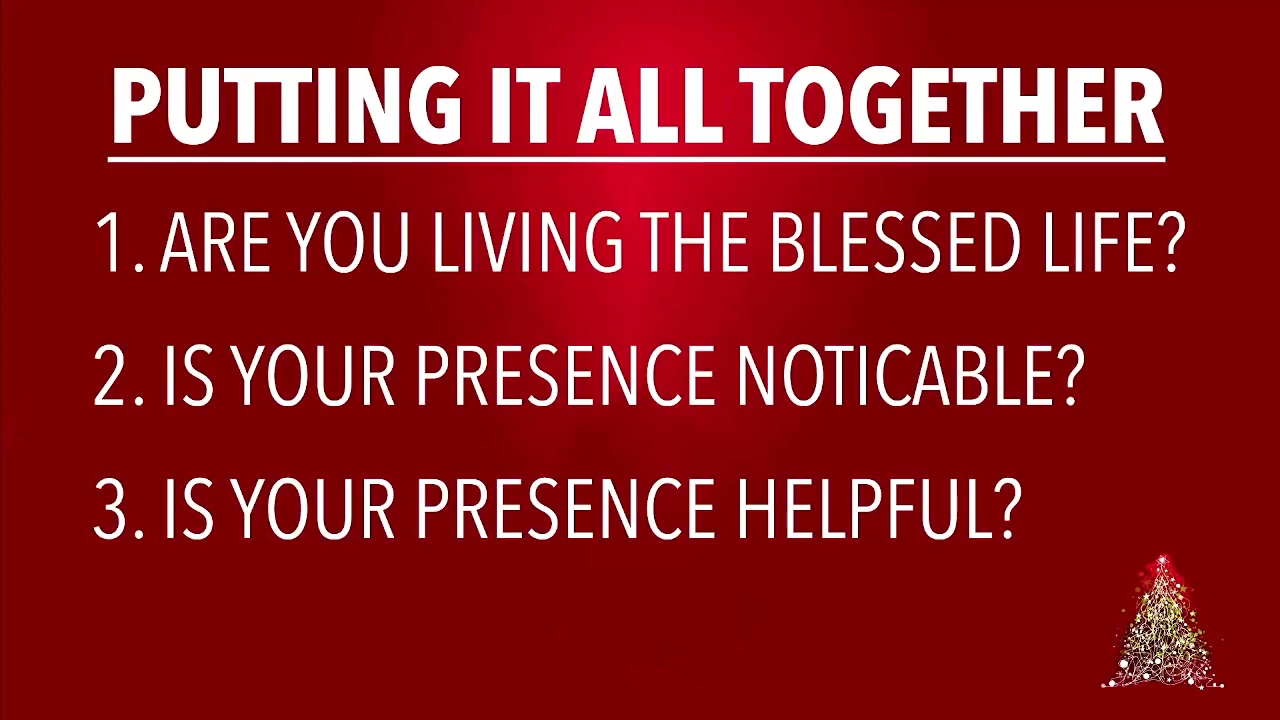 PUTTING IT ALL TOGETHER
1. ARE YOU LIVING THE BLESSED LIFE?
2. IS YOUR PRESENCE NOTICABLE?
3. IS YOUR PRESENCE HELPFUL?